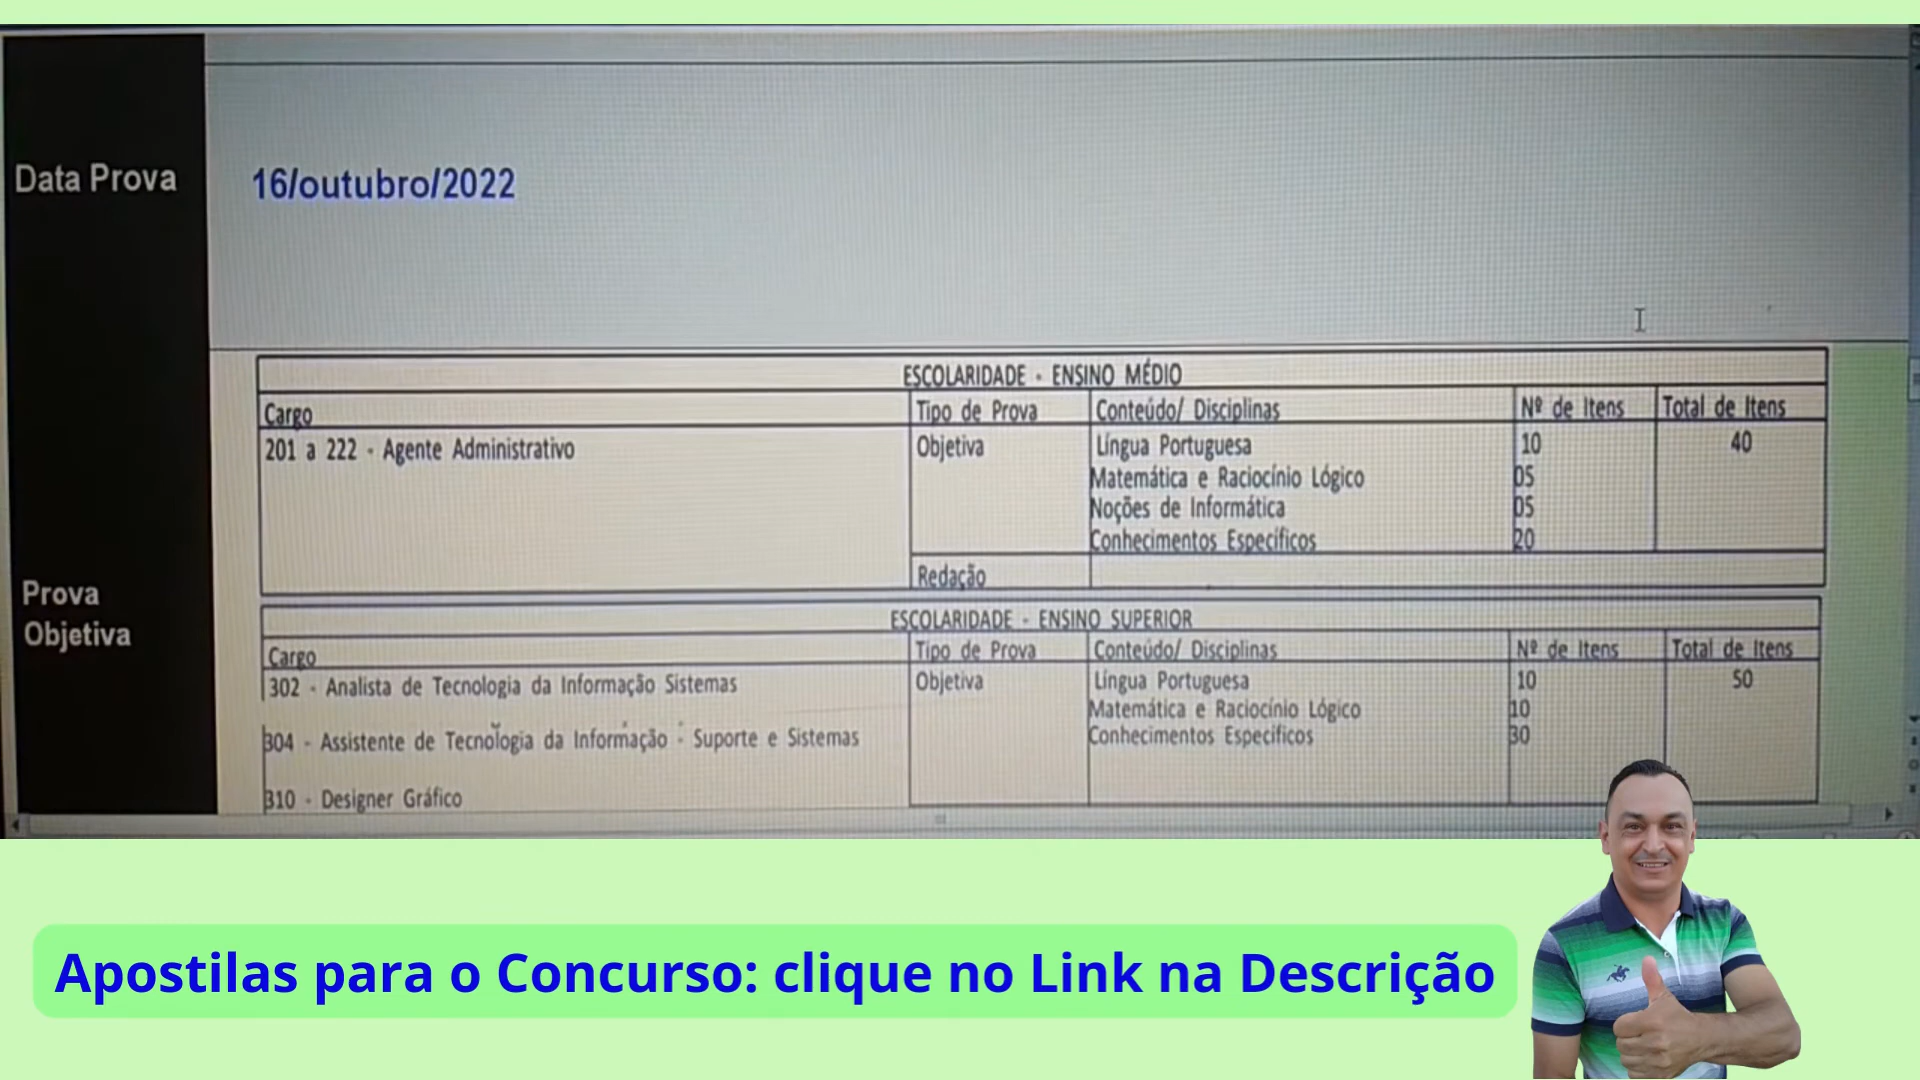 Data Prova
16/outubro/2022
ESCOLARIDADE - ENSINO MÉDIO
Cargo Tipo de Prova Conteúdo/ Disciplinas Nº de Itens Total de Itens
201 a 222 - Agente Administrativo Objetiva Língua Portuguesa 10 40
Matemática e Raciocínio Lógico 05
Noções de Informática 05
Conhecimentos Específicos 20
Redação
Prova
Objetiva
ESCOLARIDADE - ENSINO SUPERIOR
Cargo Tipo de Prova Conteúdo/ Disciplinas Nº de Itens Total de Itens
302 - Analista de Tecnologia da Informação Sistemas Objetiva Língua Portuguesa 10 50
Matemática e Raciocínio Lógico 10
304 - Assistente de Tecnologia da Informação - Suporte e Sistemas Conhecimentos Específicos 30
310 - Designer Gráfico
Apostilas para o Concurso: clique no Link na Descrição